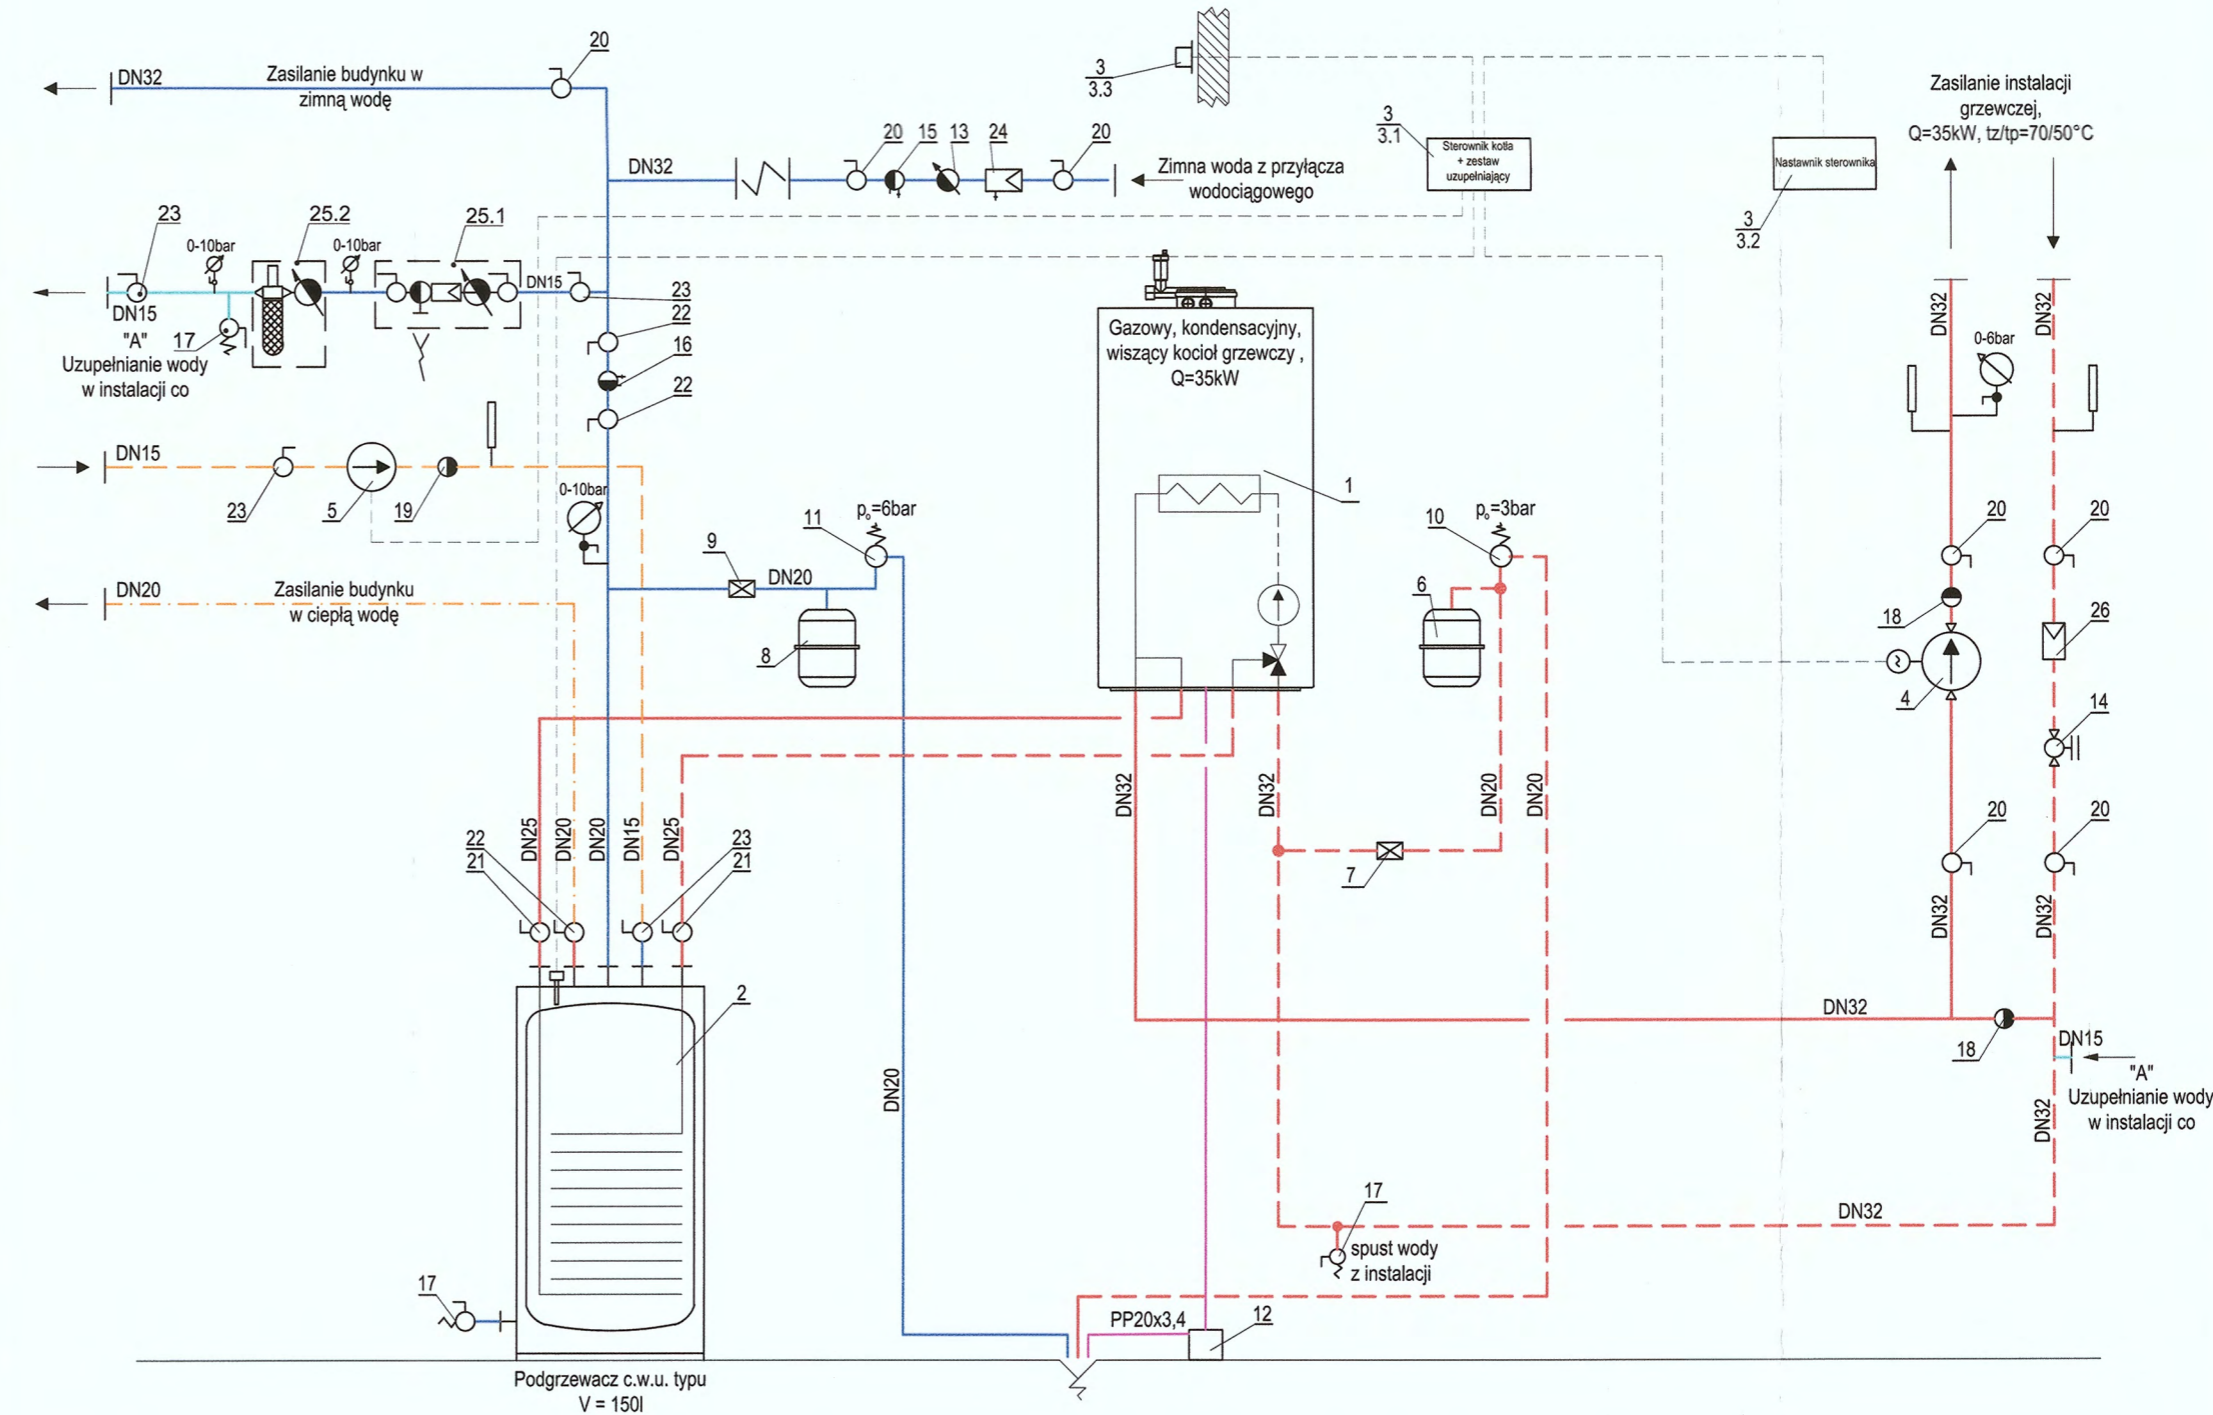 20
DN32
Zasilanie budynku w
zimną wodę
3
3.3
Zasilanie instalacji
grzewczej,
Q=35kW, tz/tp=70/50°C
DN32
20
15
13
24
20
Zimna woda z przyłącza
wodociągowego
3
3.1
Sterownik kotła
+ zestaw
uzupełniający
Nastawnik sterownika
3
3.2
23
0-10bar
25.2
0-10bar
25.1
DN15
23
DN15
"A"
Uzupełnianie wody
w instalacji co
17
22
16
22
Gazowy, kondensacyjny,
wiszący kocioł grzewczy ,
Q=35kW
DN32
DN32
0-6bar
DN15
23
5
19
0-10bar
1
DN20
Zasilanie budynku
w ciepłą wodę
9
DN20
11
po=6bar
8
10
po=3bar
6
20
20
18
26
4
14
DN25
DN20
DN20
DN15
DN25
22
21
23
21
DN32
DN32
DN20
DN20
7
20
20
DN32
DN32
2
DN20
DN32
18
DN15
"A"
Uzupełnianie wody
w instalacji co
DN32
17
spust wody
z instalacji
DN32
17
PP20x3,4
12
Podgrzewacz c.w.u. typu
V = 150l